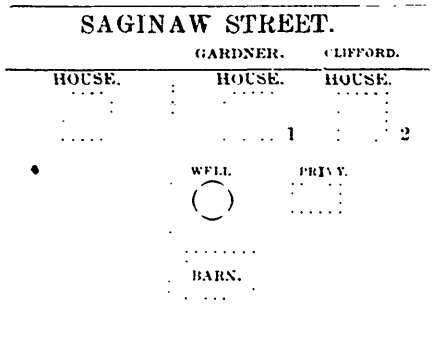 SAGINAW STREET.
GARDNER. CLIFFORD.
HOUSE. HOUSE. HOUSE.
1 2
WELL PRIVY.
BARN.